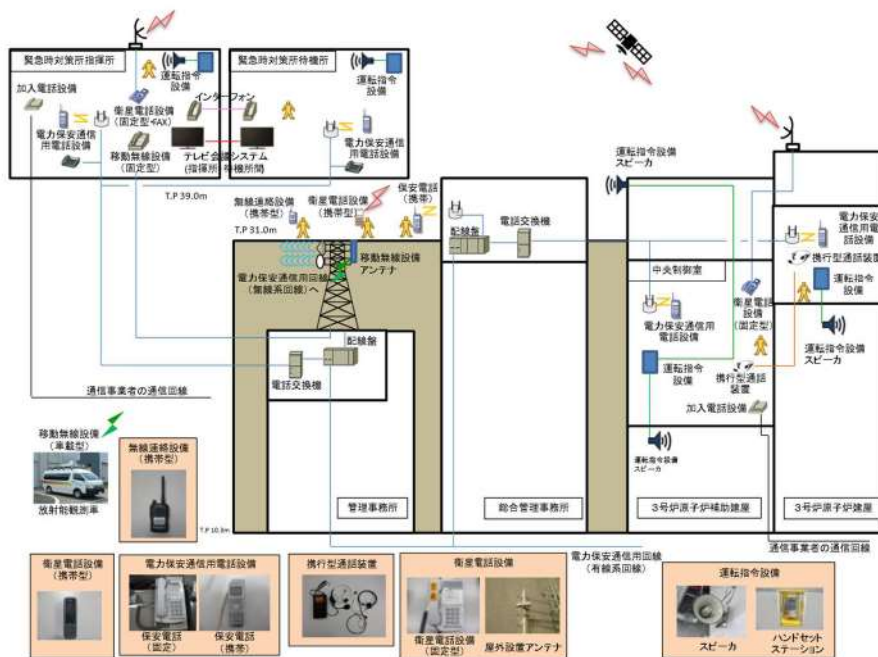 緊急時対策所指揮所
緊急時対策所待機所
運転指令
設備
運転指令
設備
加入電話設備
インターフォン
衛星電話設備
(固定型・FAX)
電力保安通信
用電話設備
移動無線設備
(固定型)
テレビ会議システム
(指揮所 待機所間)
電力保安通信
用電話設備
T.P 39.0m
T.P 31.0m
無線連絡設備
(携帯型)
衛星電話設備
(携帯型)
保安電話
(携帯)
移動無線設備
アンテナ
電力保安通信用回線
(無線系回線)へ
配線盤
電話交換機
配線盤
電話交換機
運転指令設備
スピーカ
中央制御室
電力保安通信用
電話設備
衛星電話設備
(固定型)
電力保安
通信用電
話設備
携行型通話装置
運転指令
設備
運転指令設備
スピーカ
運転指令
設備
携行型通話
装置
加入電話設備
運転指令設備
スピーカ
通信事業者の通信回線
移動無線設備
(車載型)
放射能観測車
無線連絡設備
(携帯型)
T.P 10.0m
管理事務所
総合管理事務所
3号炉原子炉補助建屋
3号炉原子炉建屋
通信事業者の通信回線
電力保安通信用回線
(有線系回線)
衛星電話設備
(携帯型)
電力保安通信用電話設備
保安電話
(固定)
保安電話
(携帯)
携行型通話装置
衛星電話設備
衛星電話設備
(固定型)
屋外設置アンテナ
運転指令設備
スピーカ
ハンドセット
ステーション